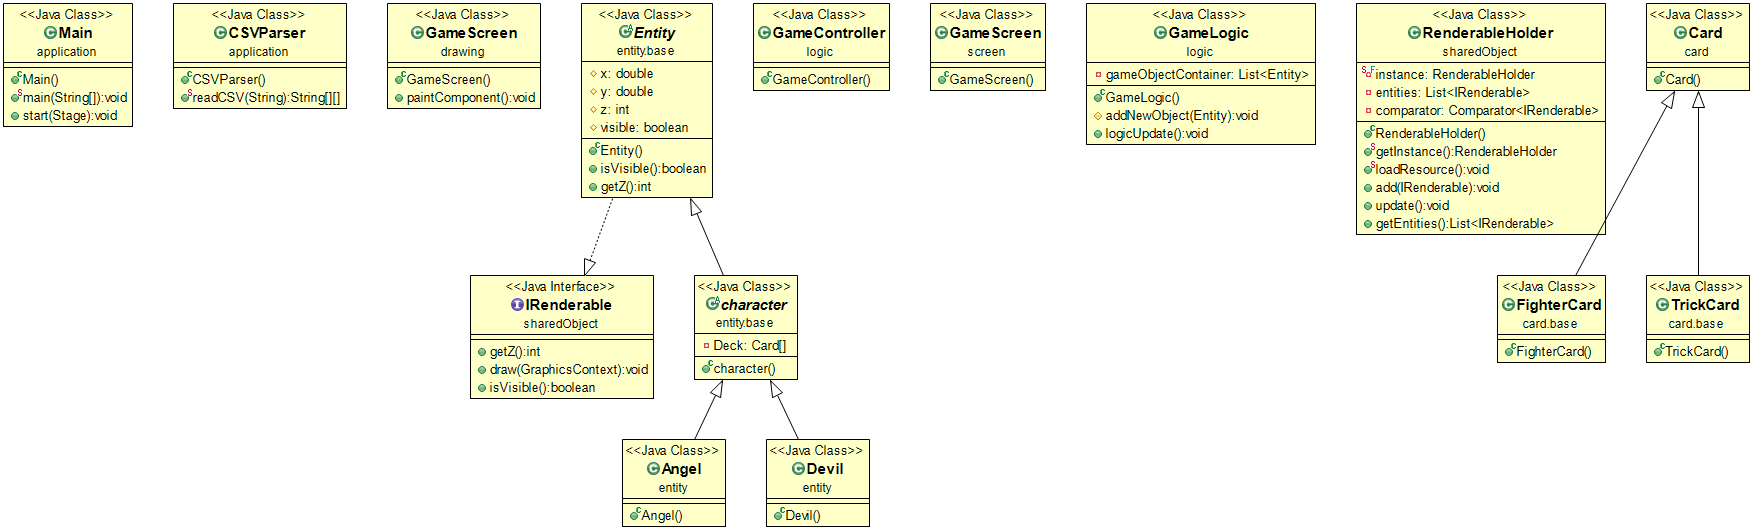 <<Java Class>>
Main
application
Main()
main(String[]):void
start(Stage):void
<<Java Class>>
CSVParser
application
CSVParser()
readCSV(String):String[][]
<<Java Class>>
GameScreen
drawing
GameScreen()
paintComponent():void
<<Java Class>>
Entity
entity.base
x: double
y: double
z: int
visible: boolean
Entity()
isVisible():boolean
getZ():int
<<Java Class>>
GameController
logic
GameController()
<<Java Class>>
GameScreen
screen
GameScreen()
<<Java Class>>
GameLogic
logic
gameObjectContainer: List<Entity>
GameLogic()
addNewObject(Entity):void
logicUpdate():void
<<Java Class>>
RenderableHolder
sharedObject
instance: RenderableHolder
entities: List<IRenderable>
comparator: Comparator<IRenderable>
RenderableHolder()
getInstance():RenderableHolder
loadResource():void
add(IRenderable):void
update():void
getEntities():List<IRenderable>
<<Java Class>>
Card
card
Card()
<<Java Interface>>
IRenderable
sharedObject
getZ():int
draw(GraphicsContext):void
isVisible():boolean
<<Java Class>>
character
entity.base
Deck: Card[]
character()
<<Java Class>>
FighterCard
card.base
FighterCard()
<<Java Class>>
TrickCard
card.base
TrickCard()
<<Java Class>>
Angel
entity
Angel()
<<Java Class>>
Devil
entity
Devil()